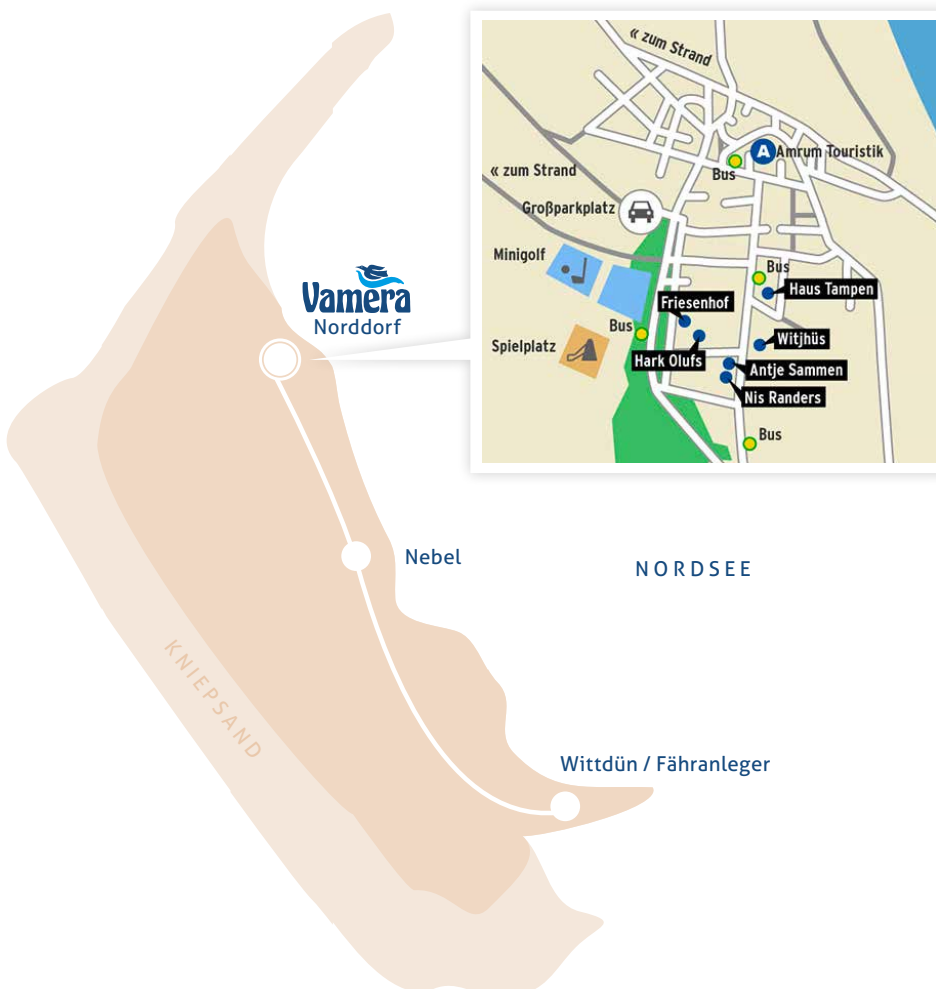 « zum Strand
A Amrum Touristik
Bus
« zum Strand
Großparkplatz
Minigolf
Bus
Haus Tampen
Friesenhof
Bus
Witjhüs
Spielplatz
Hark Olufs
Antje Sammen
Nis Randers
Bus
Vamera
Norddorf
Nebel
NORDSEE
KNIEPSAND
Wittdün / Fähranleger